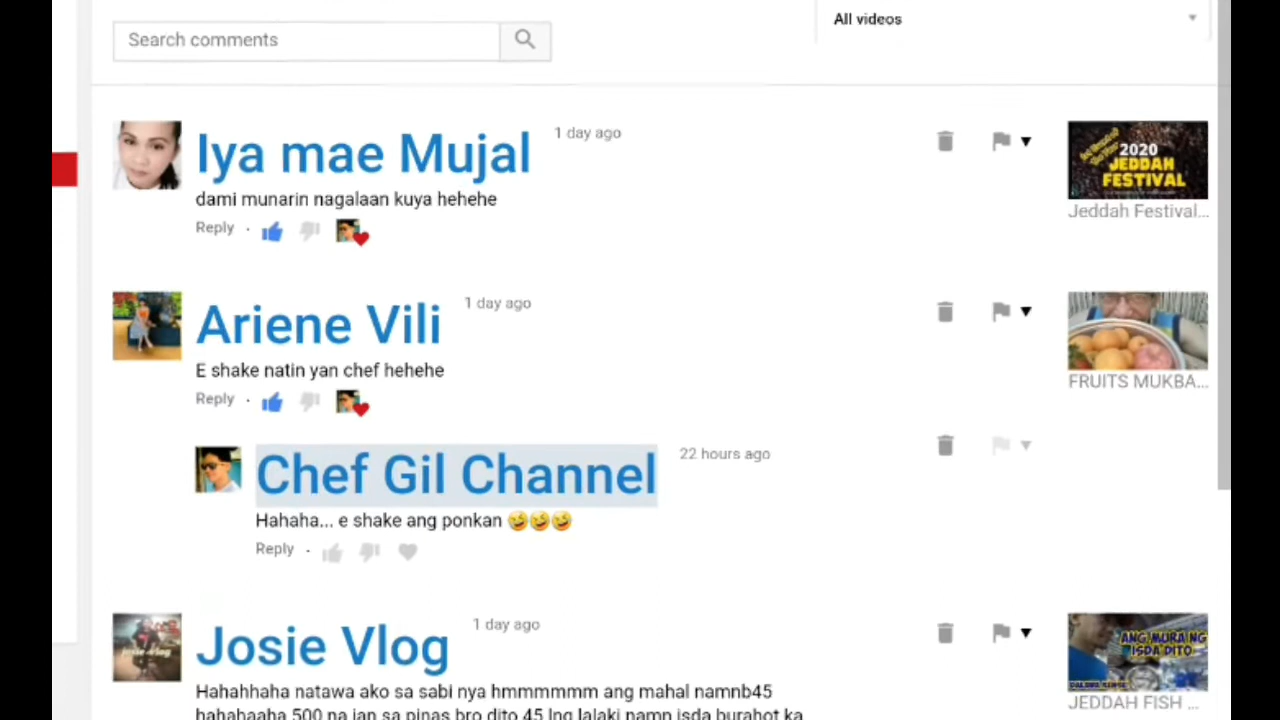 All videos
Search comments
Iya mae Mujal
1 day ago
dami munarin nagalaan kuya hehehe
Reply
2020
JEDDAH
FESTIVAL
Jeddah Festival...
Ariene Vili
1 day ago
E shake natin yan chef hehehe
Reply
FRUITS MUKBA...
Chef Gil Channel
22 hours ago
Hahaha... e shake ang ponkan 🤣🤣🤣
Reply
Josie Vlog
1 day ago
Hahahhaha natawa ako sa sabi nya hmmmmmm ang mahal namnb45
hahahaaha 500 na jan sa pinas bro dito 45 lng lalaki namn isda burahot ka
ANG MURA NG
ISDA DITO
JEDDAH FISH ...